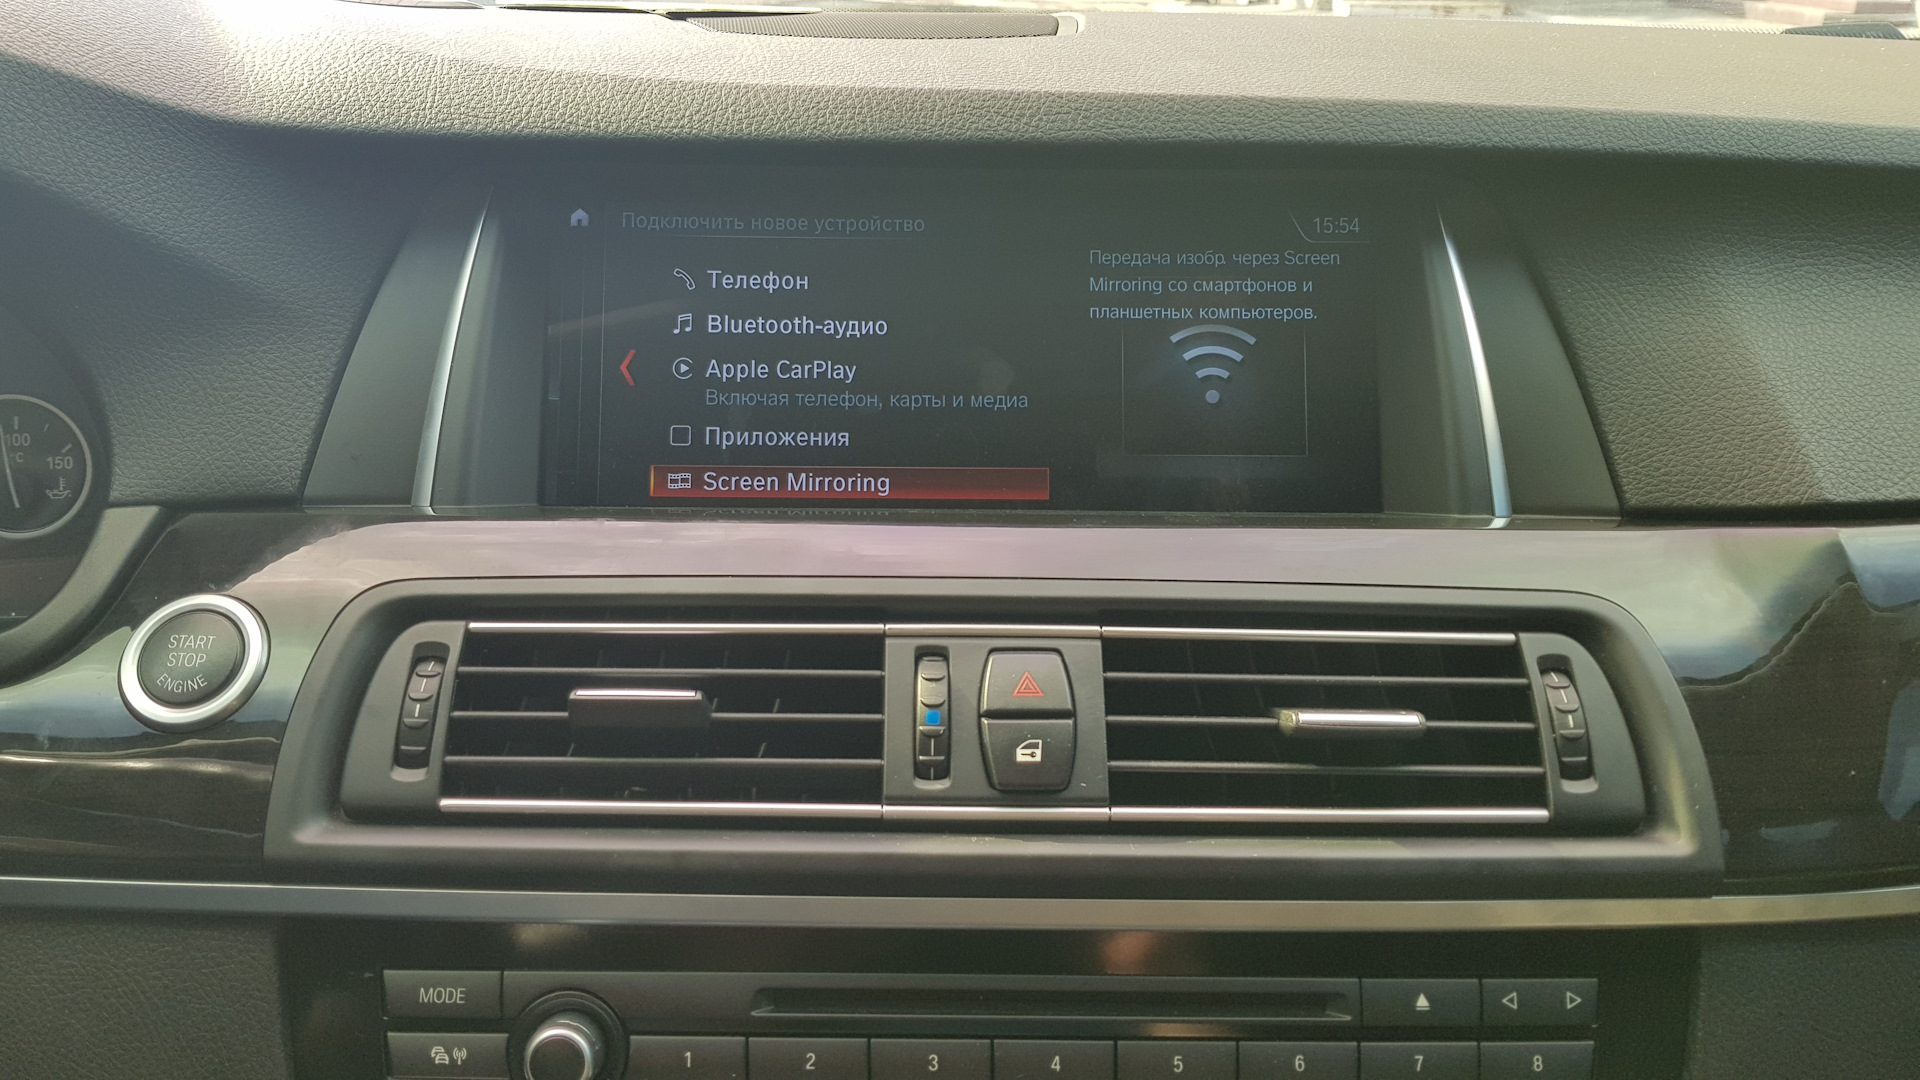 Подключить новое устройство
15:54
Телефон
Bluetooth-аудио
Apple CarPlay
Включая телефон, карты и медиа
Приложения
Screen Mirroring
Передача изобр. через Screen
Mirroring со смартфонов и
планшетных компьютеров.
100
°C
150
START
STOP
ENGINE
MODE
1 2 3 4 5 6 7 8